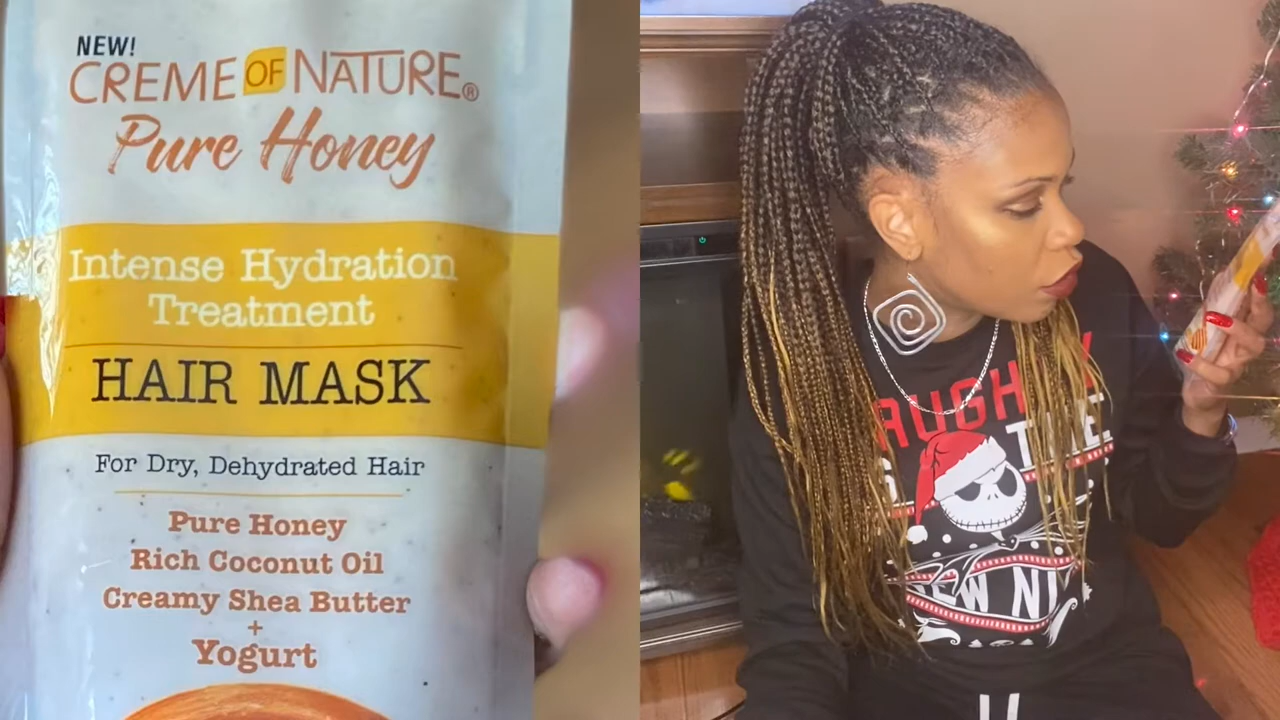 NEW!
CREME OF NATURE®
Pure Honey
Intense Hydration
Treatment
HAIR MASK
For Dry, Dehydrated Hair
Pure Honey
Rich Coconut Oil
Creamy Shea Butter
+
Yogurt